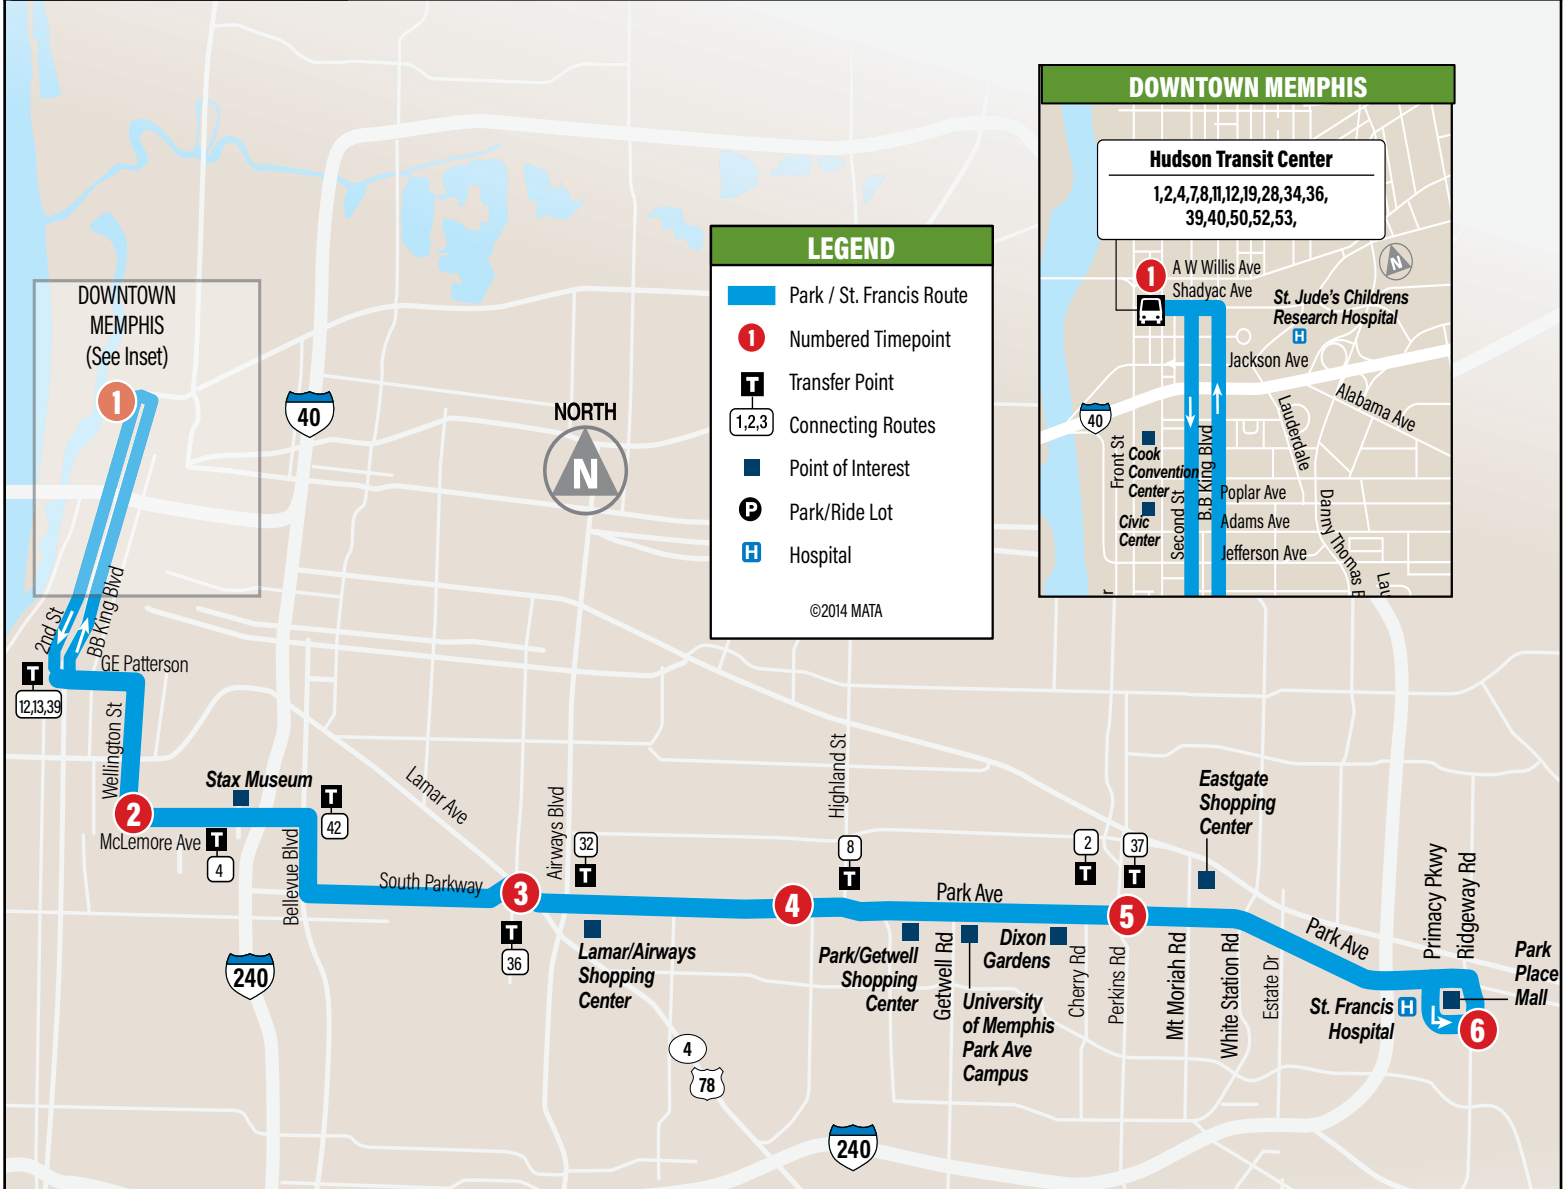 DOWNTOWN MEMPHIS
Hudson Transit Center
1,2,4,7,8,11,12,19,28,34,36,
39,40,50,52,53,
1
A W Willis Ave
Shadyac Ave
N
St. Jude's Childrens
Research Hospital
H
Jackson Ave
40
Alabama Ave
Lauderdale
Front St
Cook
Convention
Center
Civic
Center
Second St
B.B King Blvd
Poplar Ave
Adams Ave
Jefferson Ave
Danny Thomas B
Lau
r
LEGEND
Park / St. Francis Route
1 Numbered Timepoint
T Transfer Point
1,2,3 Connecting Routes
Point of Interest
P Park/Ride Lot
H Hospital
©2014 MATA
DOWNTOWN
MEMPHIS
(See Inset)
1
40
NORTH
N
2nd St
BB King Blvd
GE Patterson
T
12,13,39
Wellington St
2
McLemore Ave
Stax Museum
T
4
T
42
Bellevue Blvd
South Parkway
Lamar Ave
240
3
T
36
Airways Blvd
32
T
Lamar/Airways
Shopping
Center
4
78
4
Highland St
8
T
Park Ave
Park/Getwell
Shopping
Center
Getwell Rd
University
of Memphis
Park Ave
Campus
Dixon
Gardens
Cherry Rd
2
T
37
T
5
Perkins Rd
Mt Moriah Rd
Eastgate
Shopping
Center
White Station Rd
Estate Dr
Park Ave
St. Francis
Hospital
H
Primacy Pkwy
Ridgeway Rd
Park
Place
Mall
6
240